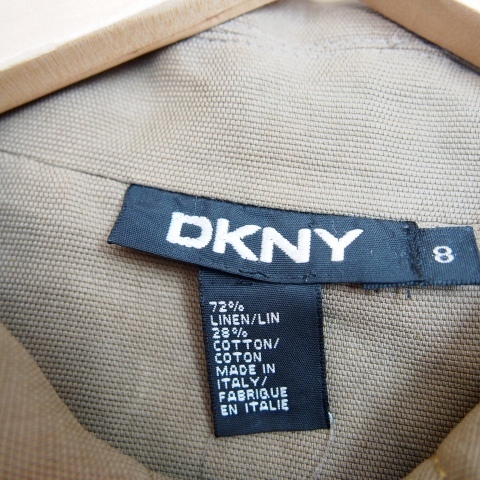 DKNY
8
72%
LINEN/LIN
28%
COTTON/
COTON
MADE IN
ITALY/
FABRIQUE
EN ITALIE